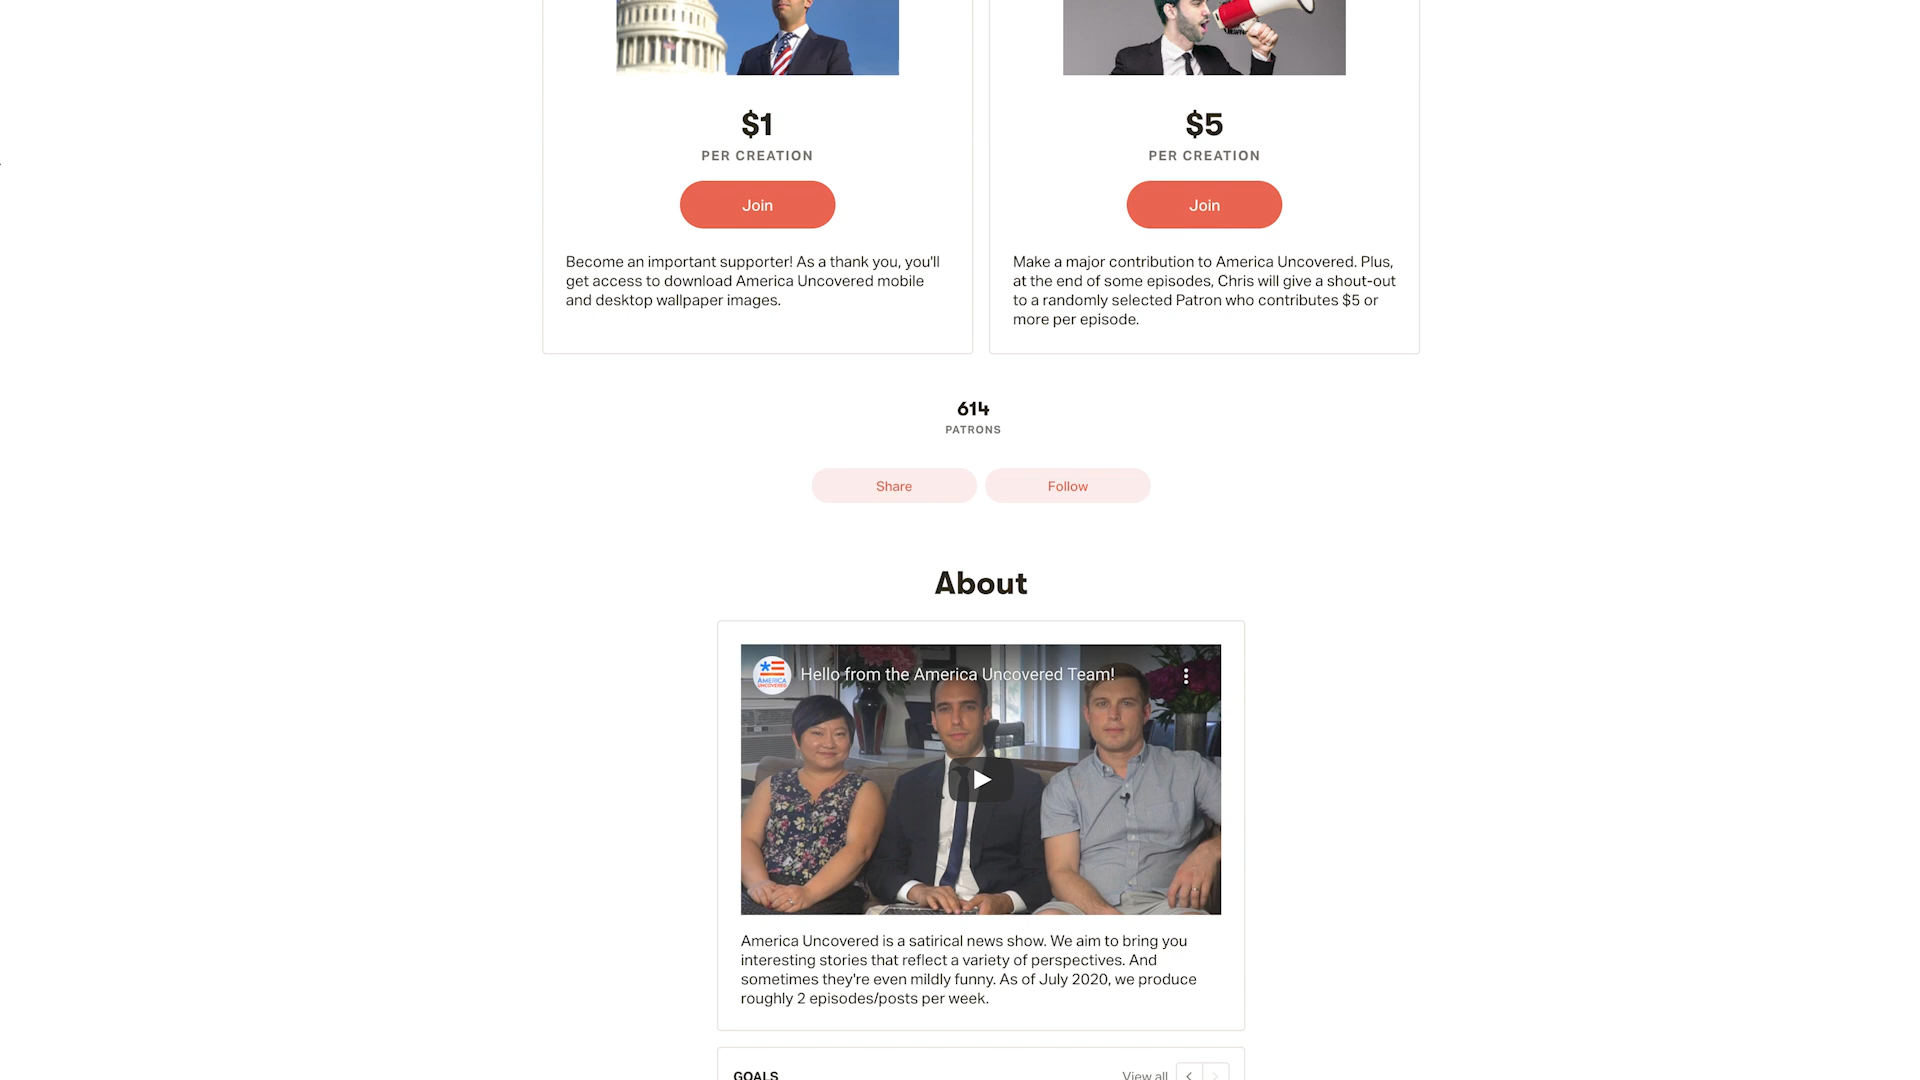 $1
PER CREATION
Join
Become an important supporter! As a thank you, you'll
get access to download America Uncovered mobile
and desktop wallpaper images.
$5
PER CREATION
Join
Make a major contribution to America Uncovered. Plus,
at the end of some episodes, Chris will give a shout-out
to a randomly selected Patron who contributes $5 or
more per episode.
614
PATRONS
Share
Follow
About
AMERICA
UNCOVERED
Hello from the America Uncovered Team!
America Uncovered is a satirical news show. We aim to bring you
interesting stories that reflect a variety of perspectives. And
sometimes they're even mildly funny. As of July 2020, we produce
roughly 2 episodes/posts per week.
GOALS
View all